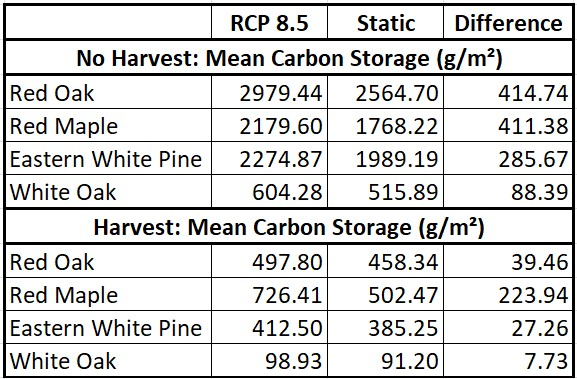 RCP 8.5 Static Difference
No Harvest: Mean Carbon Storage (g/m²)
Red Oak 2979.44 2564.70 414.74
Red Maple 2179.60 1768.22 411.38
Eastern White Pine 2274.87 1989.19 285.67
White Oak 604.28 515.89 88.39
Harvest: Mean Carbon Storage (g/m²)
Red Oak 497.80 458.34 39.46
Red Maple 726.41 502.47 223.94
Eastern White Pine 412.50 385.25 27.26
White Oak 98.93 91.20 7.73